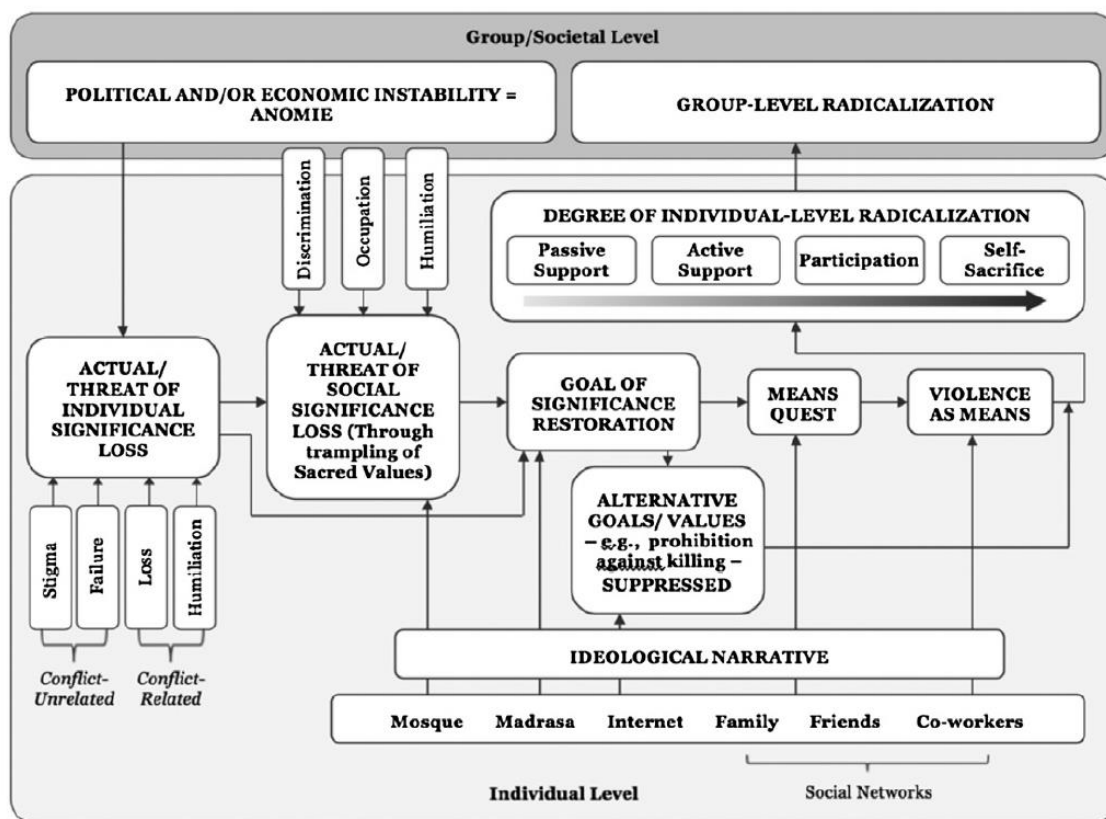 Group/Societal Level
POLITICAL AND/OR ECONOMIC INSTABILITY =
ANOMIE
GROUP-LEVEL RADICALIZATION
Discrimination
Occupation
Humiliation
DEGREE OF INDIVIDUAL-LEVEL RADICALIZATION
Passive
Support
Active
Support
Participation
Self-
Sacrifice
ACTUAL/
THREAT OF
INDIVIDUAL
SIGNIFICANCE
LOSS
ACTUAL/
THREAT OF
SOCIAL
SIGNIFICANCE
LOSS (Through
trampling of
Sacred Values)
GOAL OF
SIGNIFICANCE
RESTORATION
MEANS
QUEST
VIOLENCE
AS MEANS
ALTERNATIVE
GOALS/ VALUES
– e.g., prohibition
against killing –
SUPPRESSED
Stigma
Failure
Loss
Humiliation
Conflict-
Unrelated
Conflict-
Related
IDEOLOGICAL NARRATIVE
Mosque Madrasa Internet Family Friends Co-workers
Individual Level
Social Networks